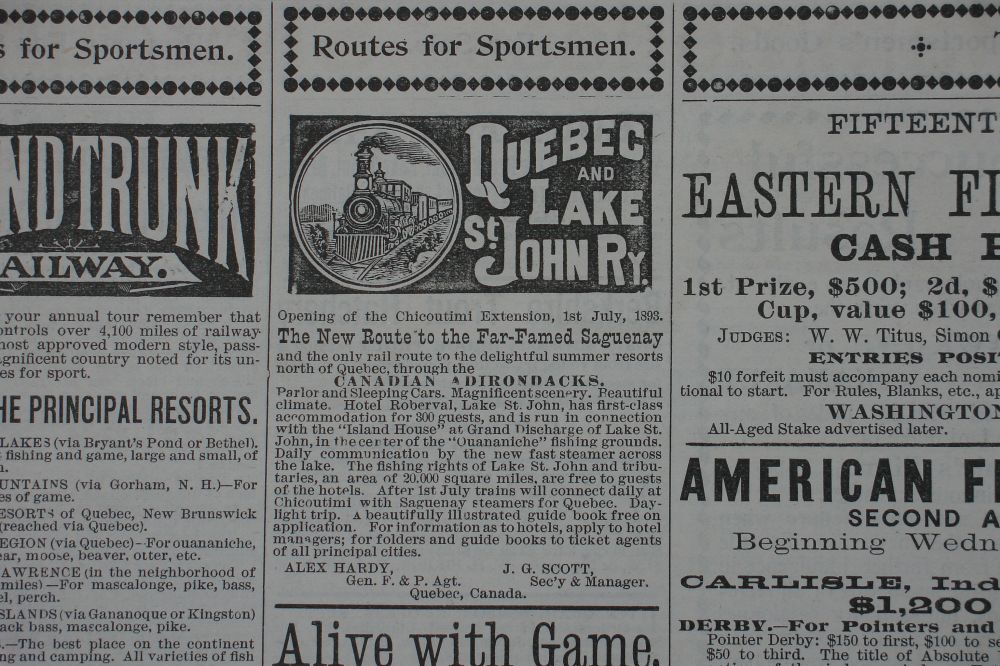 s for Sportsmen.
ND TRUNK
AILWAY.
your annual tour remember that
ontrols over 4,100 miles of railway
most approved modern style, pass-
agnificent country noted for its un-
es for sport.
HE PRINCIPAL RESORTS.
LAKES (via Bryant's Pond or Bethel).
fishing and game, large and small, of
n.
UNTAINS (via Gorham, N. H.)—For
es of game.
ESORTS of Quebec, New Brunswick
(reached via Quebec).
EGION (via Quebec)—For ouananiche,
ear, moose, beaver, otter, etc.
AWRENCE (in the neighborhood of
miles)—For mascalonge, pike, bass,
el, perch.
SLANDS (via Gananoque or Kingston)
ack bass, mascalonge, pike.
s.—The best place on the continent
ng and camping. All varieties of fish
Routes for Sportsmen.
QUEBEC
AND
LAKE
St. JOHN RY.
Opening of the Chicoutimi Extension, 1st July, 1893.
The New Route to the Far-Famed Saguenay
and the only rail route to the delightful summer resorts
north of Quebec, through the
CANADIAN ADIRONDACKS.
Parlor and Sleeping Cars. Magnificent scenery. Beautiful
climate. Hotel Roberval, Lake St. John, has first-class
accommodation for 300 guests, and is run in connection
with the "Island House" at Grand Discharge of Lake St.
John, in the center of the "Ouananiche" fishing grounds.
Daily communication by the new fast steamer across
the lake. The fishing rights of Lake St. John and tribu-
taries, an area of 20,000 square miles, are free to guests
of the hotels. After 1st July trains will connect daily at
Chicoutimi with Saguenay steamers for Quebec. Day-
light trip. A beautifully illustrated guide book free on
application. For information as to hotels, apply to hotel
managers; for folders and guide books to ticket agents
of all principal cities.
ALEX HARDY, J. G. SCOTT,
Gen. F. & P. Agt. Sec'y & Manager.
Quebec, Canada.
Alive with Game.
T
FIFTEENT
EASTERN FI
CASH P
1st Prize, $500; 2d, $
Cup, value $100,
JUDGES: W. W. Titus, Simon C
ENTRIES POSI
$10 forfeit must accompany each nomi
tional to start. For Rules, Blanks, etc., ap
WASHINGTON
All-Aged Stake advertised later.
AMERICAN FI
SECOND A
Beginning Wedn
CARLISLE, Ind
$1,200
DERBY.—For Pointers and
Pointer Derby: $150 to first, $100 to se
$50 to third. The title of Absolute